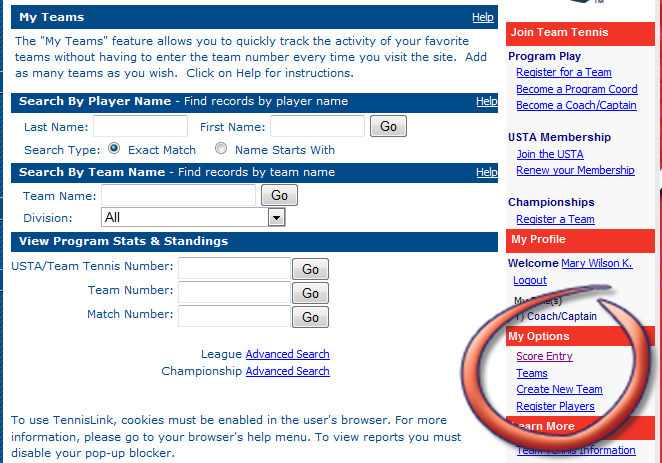 My Teams Help
The "My Teams" feature allows you to quickly track the activity of your favorite
teams without having to enter the team number every time you visit the site. Add
as many teams as you wish. Click on Help for instructions.
Search By Player Name - Find records by player name Help
Last Name: First Name: Go
Search Type: Exact Match Name Starts With
Search By Team Name - Find records by team name Help
Team Name: Go
Division: All
View Program Stats & Standings
USTA/Team Tennis Number: Go
Team Number: Go
Match Number: Go
League Advanced Search
Championship Advanced Search
To use TennisLink, cookies must be enabled in the user's browser. For more
information, please go to your browser's help menu. To view reports you must
disable your pop-up blocker.
TM
Join Team Tennis
Program Play
Register for a Team
Become a Program Coord
Become a Coach/Captain
USTA Membership
Join the USTA
Renew your Membership
Championships
Register a Team
My Profile
Welcome Mary Wilson K.
Logout
My
(s)
) Coach/Captain
My Options
Score Entry
Teams
Create New Team
Register Players
Learn More
Team Tennis Information